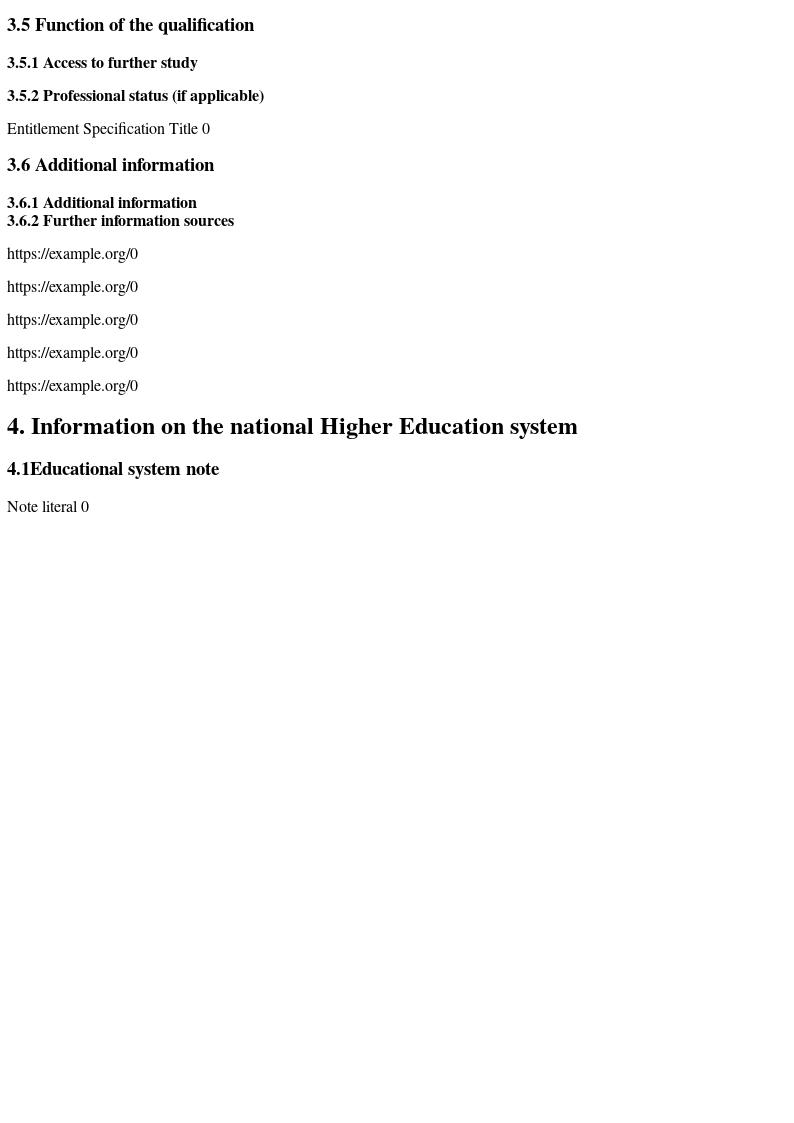 3.5 Function of the qualification
3.5.1 Access to further study
3.5.2 Professional status (if applicable)
Entitlement Specification Title 0
3.6 Additional information
3.6.1 Additional information
3.6.2 Further information sources
https://example.org/0
https://example.org/0
https://example.org/0
https://example.org/0
https://example.org/0
4. Information on the national Higher Education system
4.1Educational system note
Note literal 0